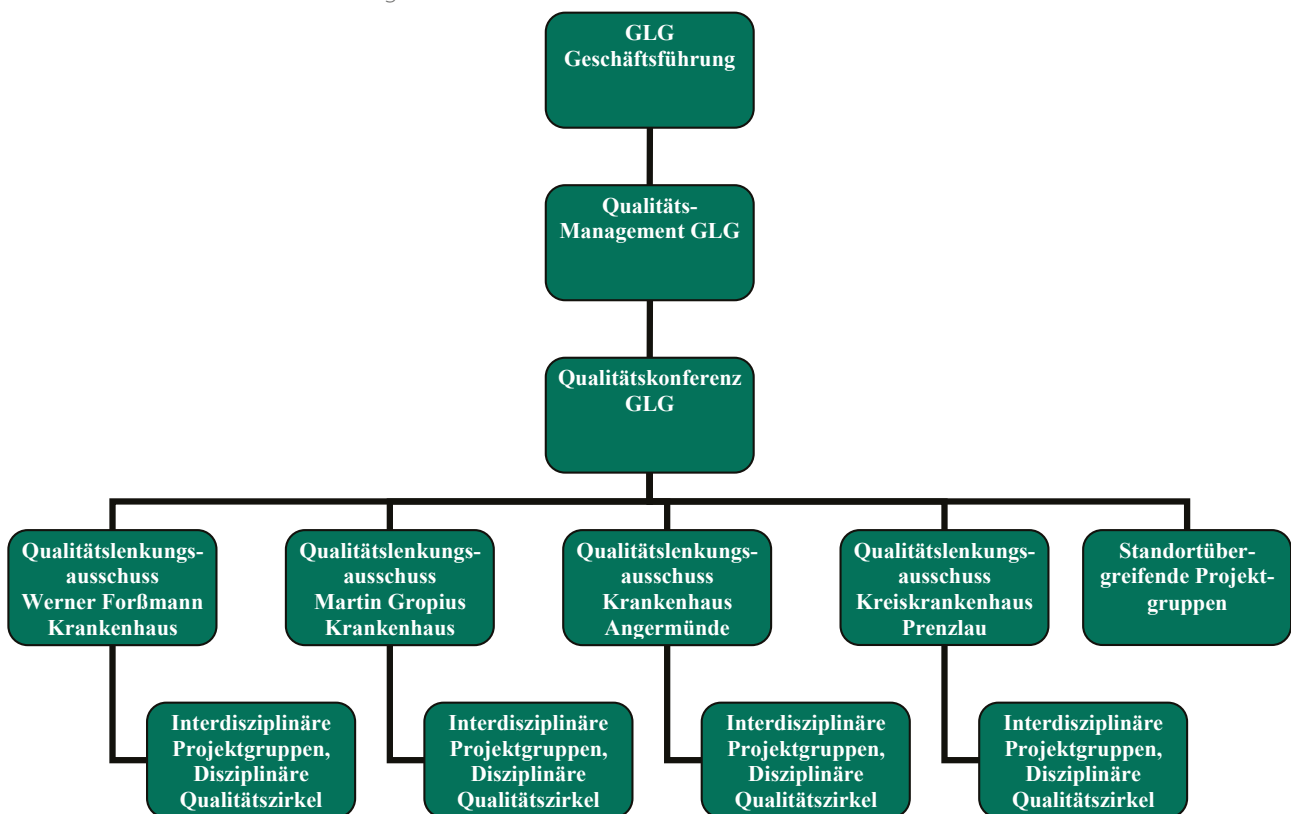 GLG
Geschäftsführung
Qualitäts-
Management GLG
Qualitätskonferenz
GLG
Qualitätslenkungs-
ausschuss
Werner Forßmann
Krankenhaus
Qualitätslenkungs-
ausschuss
Martin Gropius
Krankenhaus
Qualitätslenkungs-
ausschuss
Krankenhaus
Angermünde
Qualitätslenkungs-
ausschuss
Kreiskrankenhaus
Prenzlau
Standortüber-
greifende Projekt-
gruppen
Interdisziplinäre
Projektgruppen,
Disziplinäre
Qualitätszirkel
Interdisziplinäre
Projektgruppen,
Disziplinäre
Qualitätszirkel
Interdisziplinäre
Projektgruppen,
Disziplinäre
Qualitätszirkel
Interdisziplinäre
Projektgruppen,
Disziplinäre
Qualitätszirkel